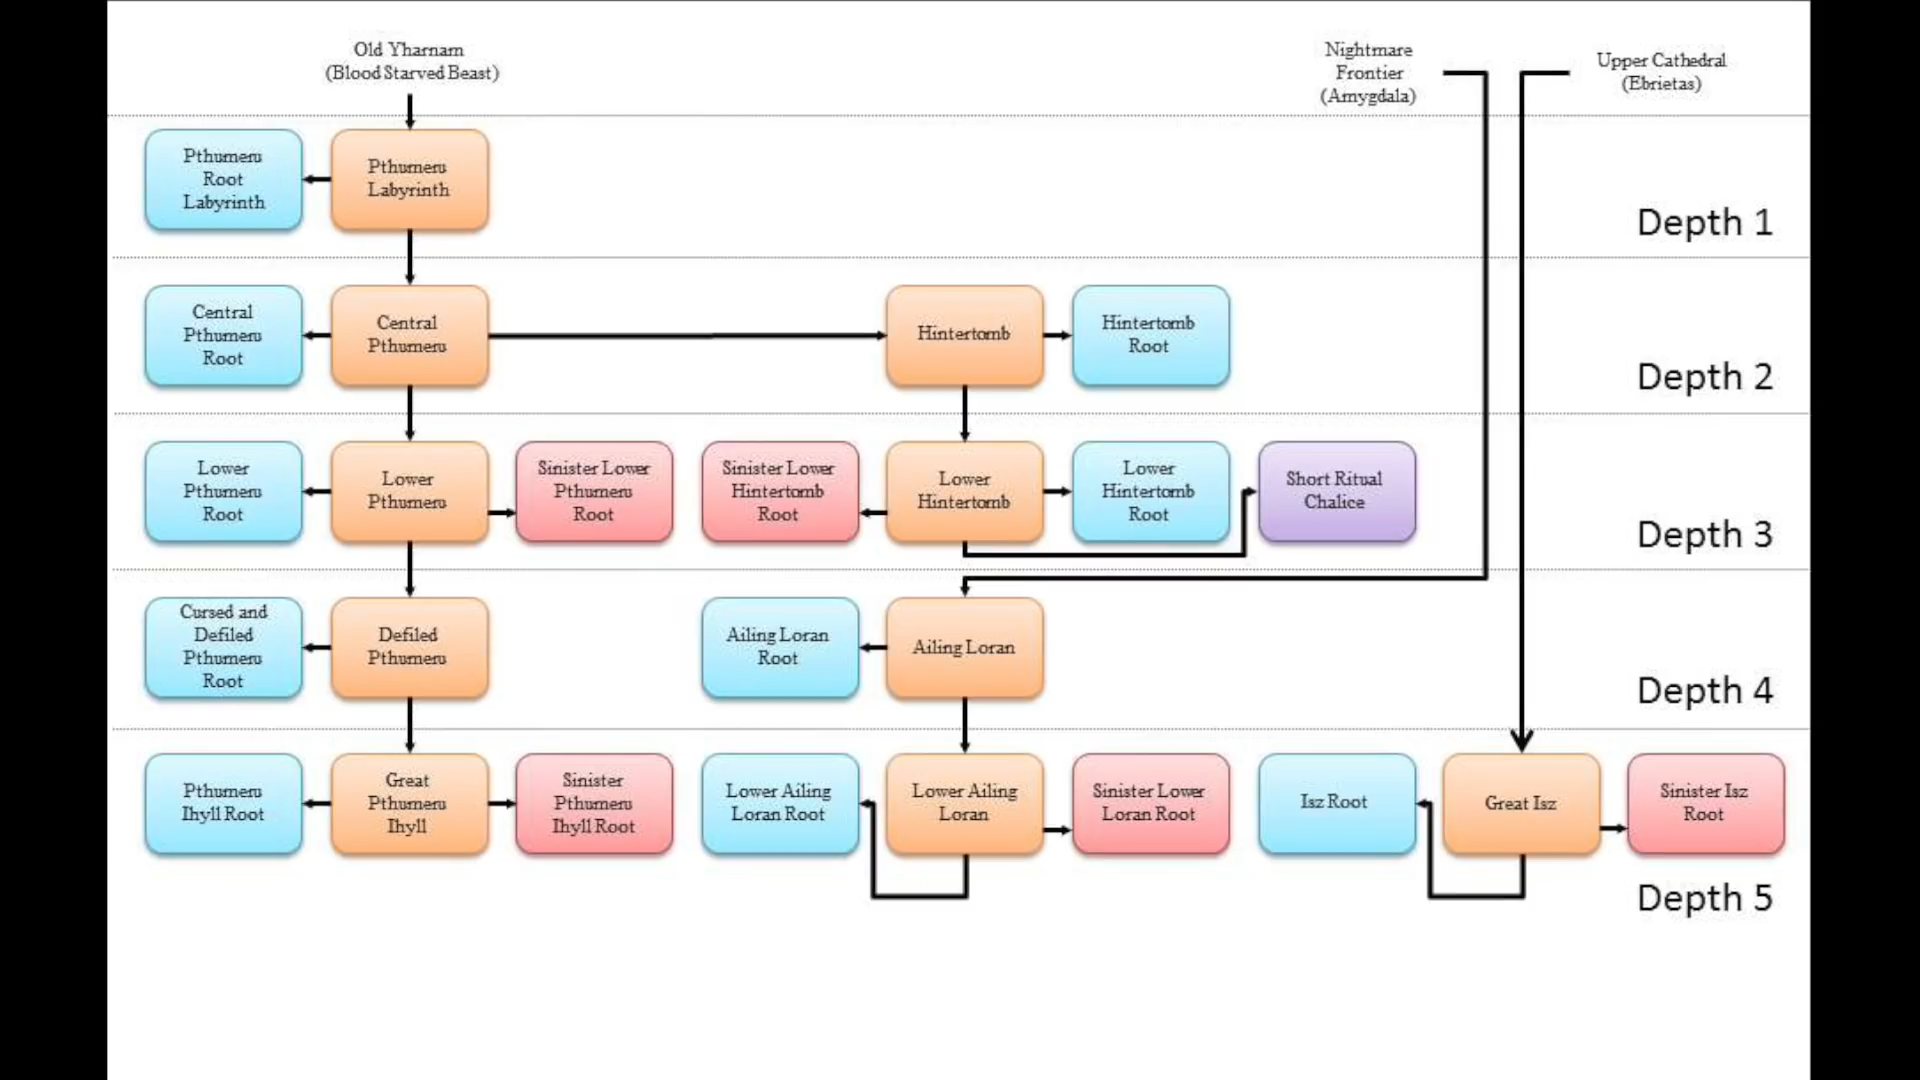 Old Yharnam
(Blood Starved Beast)
Nightmare
Frontier
(Amygdala)
Upper Cathedral
(Ebrietas)
Pthumeru
Root
Labyrinth
Pthumeru
Labyrinth
Depth 1
Central
Pthumeru
Root
Central
Pthumeru
Hintertomb
Hintertomb
Root
Depth 2
Lower
Pthumeru
Root
Lower
Pthumeru
Sinister Lower
Pthumeru
Root
Sinister Lower
Hintertomb
Root
Lower
Hintertomb
Lower
Hintertomb
Root
Short Ritual
Chalice
Depth 3
Cursed and
Defiled
Pthumeru
Root
Defiled
Pthumeru
Ailing Loran
Root
Ailing Loran
Depth 4
Pthumeru
Ihyll Root
Great
Pthumeru
Ihyll
Sinister
Pthumeru
Ihyll Root
Lower Ailing
Loran Root
Lower Ailing
Loran
Sinister Lower
Loran Root
Isz Root
Great Isz
Sinister Isz
Root
Depth 5